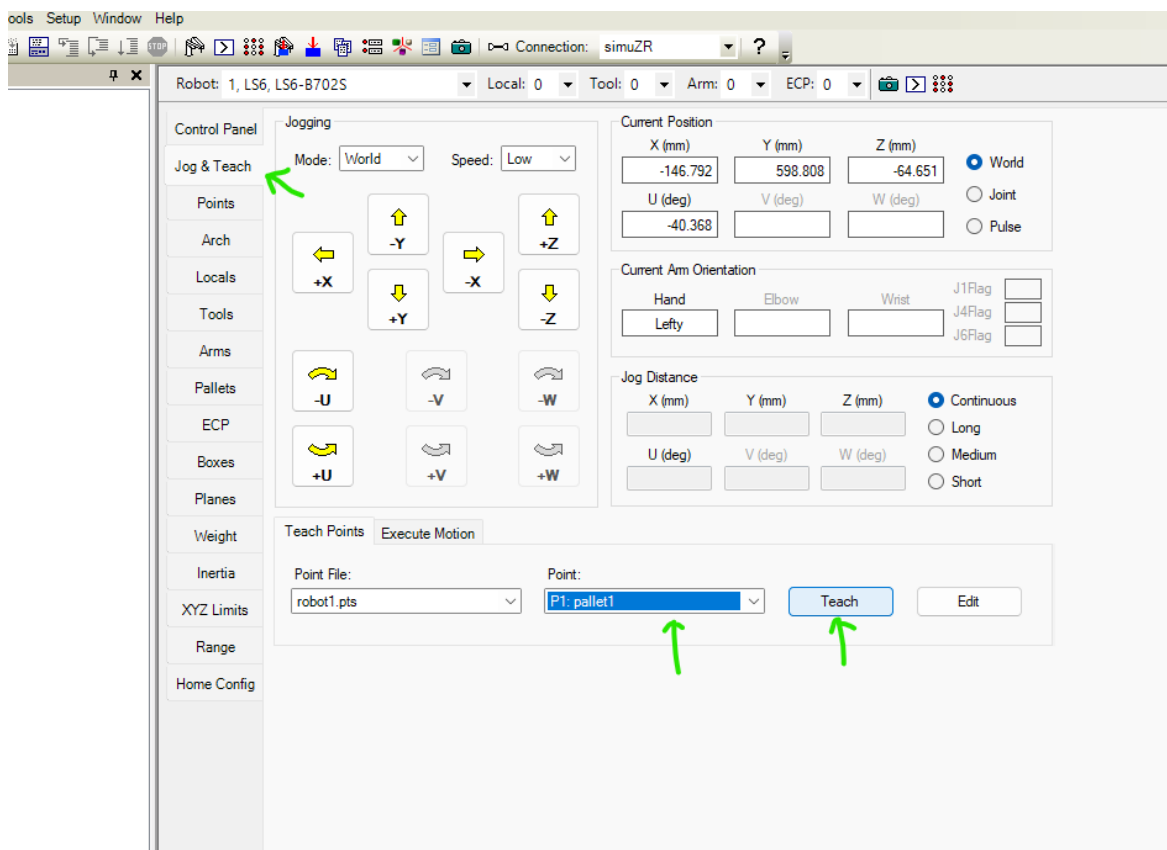 ools Setup Window Help
STOP Connection: simuZR ?
Robot: 1, LS6, LS6-B702S Local: 0 Tool: 0 Arm: 0 ECP: 0
Control Panel
Jog & Teach
Points
Arch
Locals
Tools
Arms
Pallets
ECP
Boxes
Planes
Weight
Inertia
XYZ Limits
Range
Home Config
Jogging
Mode: World Speed: Low
-Y +Z
+X -X
+Y -Z
-U -V -W
+U +V +W
Current Position
X (mm) Y (mm) Z (mm)
-146.792 598.808 -64.651
U (deg) V (deg) W (deg)
-40.368
World
Joint
Pulse
Current Arm Orientation
Hand Elbow Wrist
Lefty
J1Flag
J4Flag
J6Flag
Jog Distance
X (mm) Y (mm) Z (mm)
U (deg) V (deg) W (deg)
Continuous
Long
Medium
Short
Teach Points Execute Motion
Point File: Point:
robot1.pts P1: pallet1 Teach Edit